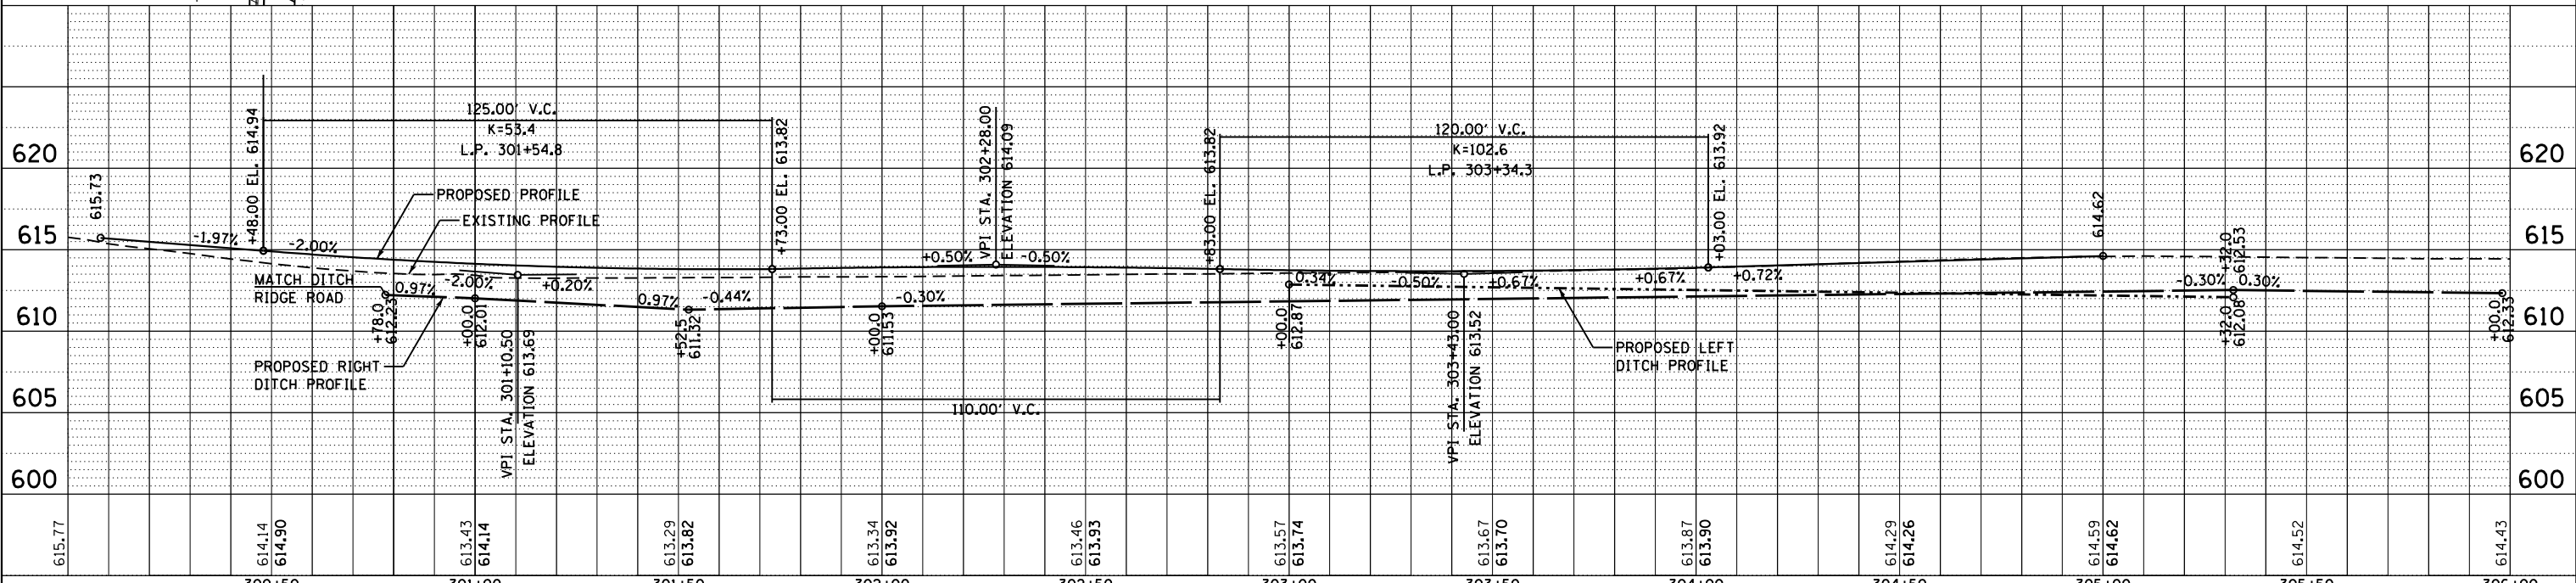 125.00' V.C.
K=53.4
L.P. 301+54.8
120.00' V.C.
K=102.6
L.P. 303+34.3
620
620
615.73
+48.00 EL. 614.94
+73.00 EL. 613.82
VPI STA. 302+28.00
ELEVATION 614.09
+83.00 EL. 613.82
+03.00 EL. 613.92
614.62
PROPOSED PROFILE
EXISTING PROFILE
615
615
-1.97%
-2.00%
+0.50%
-0.50%
+32.0
612.53
MATCH DITCH
RIDGE ROAD
0.97%
-2.00%
+0.20%
0.97%
-0.44%
-0.30%
0.34%
-0.50%
+0.67%
+0.67%
+0.72%
-0.30%
0.30%
610
610
+78.0
612.23
+00.0
612.01
VPI STA. 301+10.50
ELEVATION 613.69
+52.5
611.32
+00.0
611.53
+00.0
612.87
VPI STA. 303+43.00
ELEVATION 613.52
+32.0
612.08
+00.0
612.33
PROPOSED RIGHT
DITCH PROFILE
PROPOSED LEFT
DITCH PROFILE
605
605
110.00' V.C.
600
600
615.77
614.14
614.90
613.43
614.14
613.29
613.82
613.34
613.92
613.46
613.93
613.57
613.74
613.67
613.70
613.87
613.90
614.29
614.26
614.59
614.62
614.52
614.43